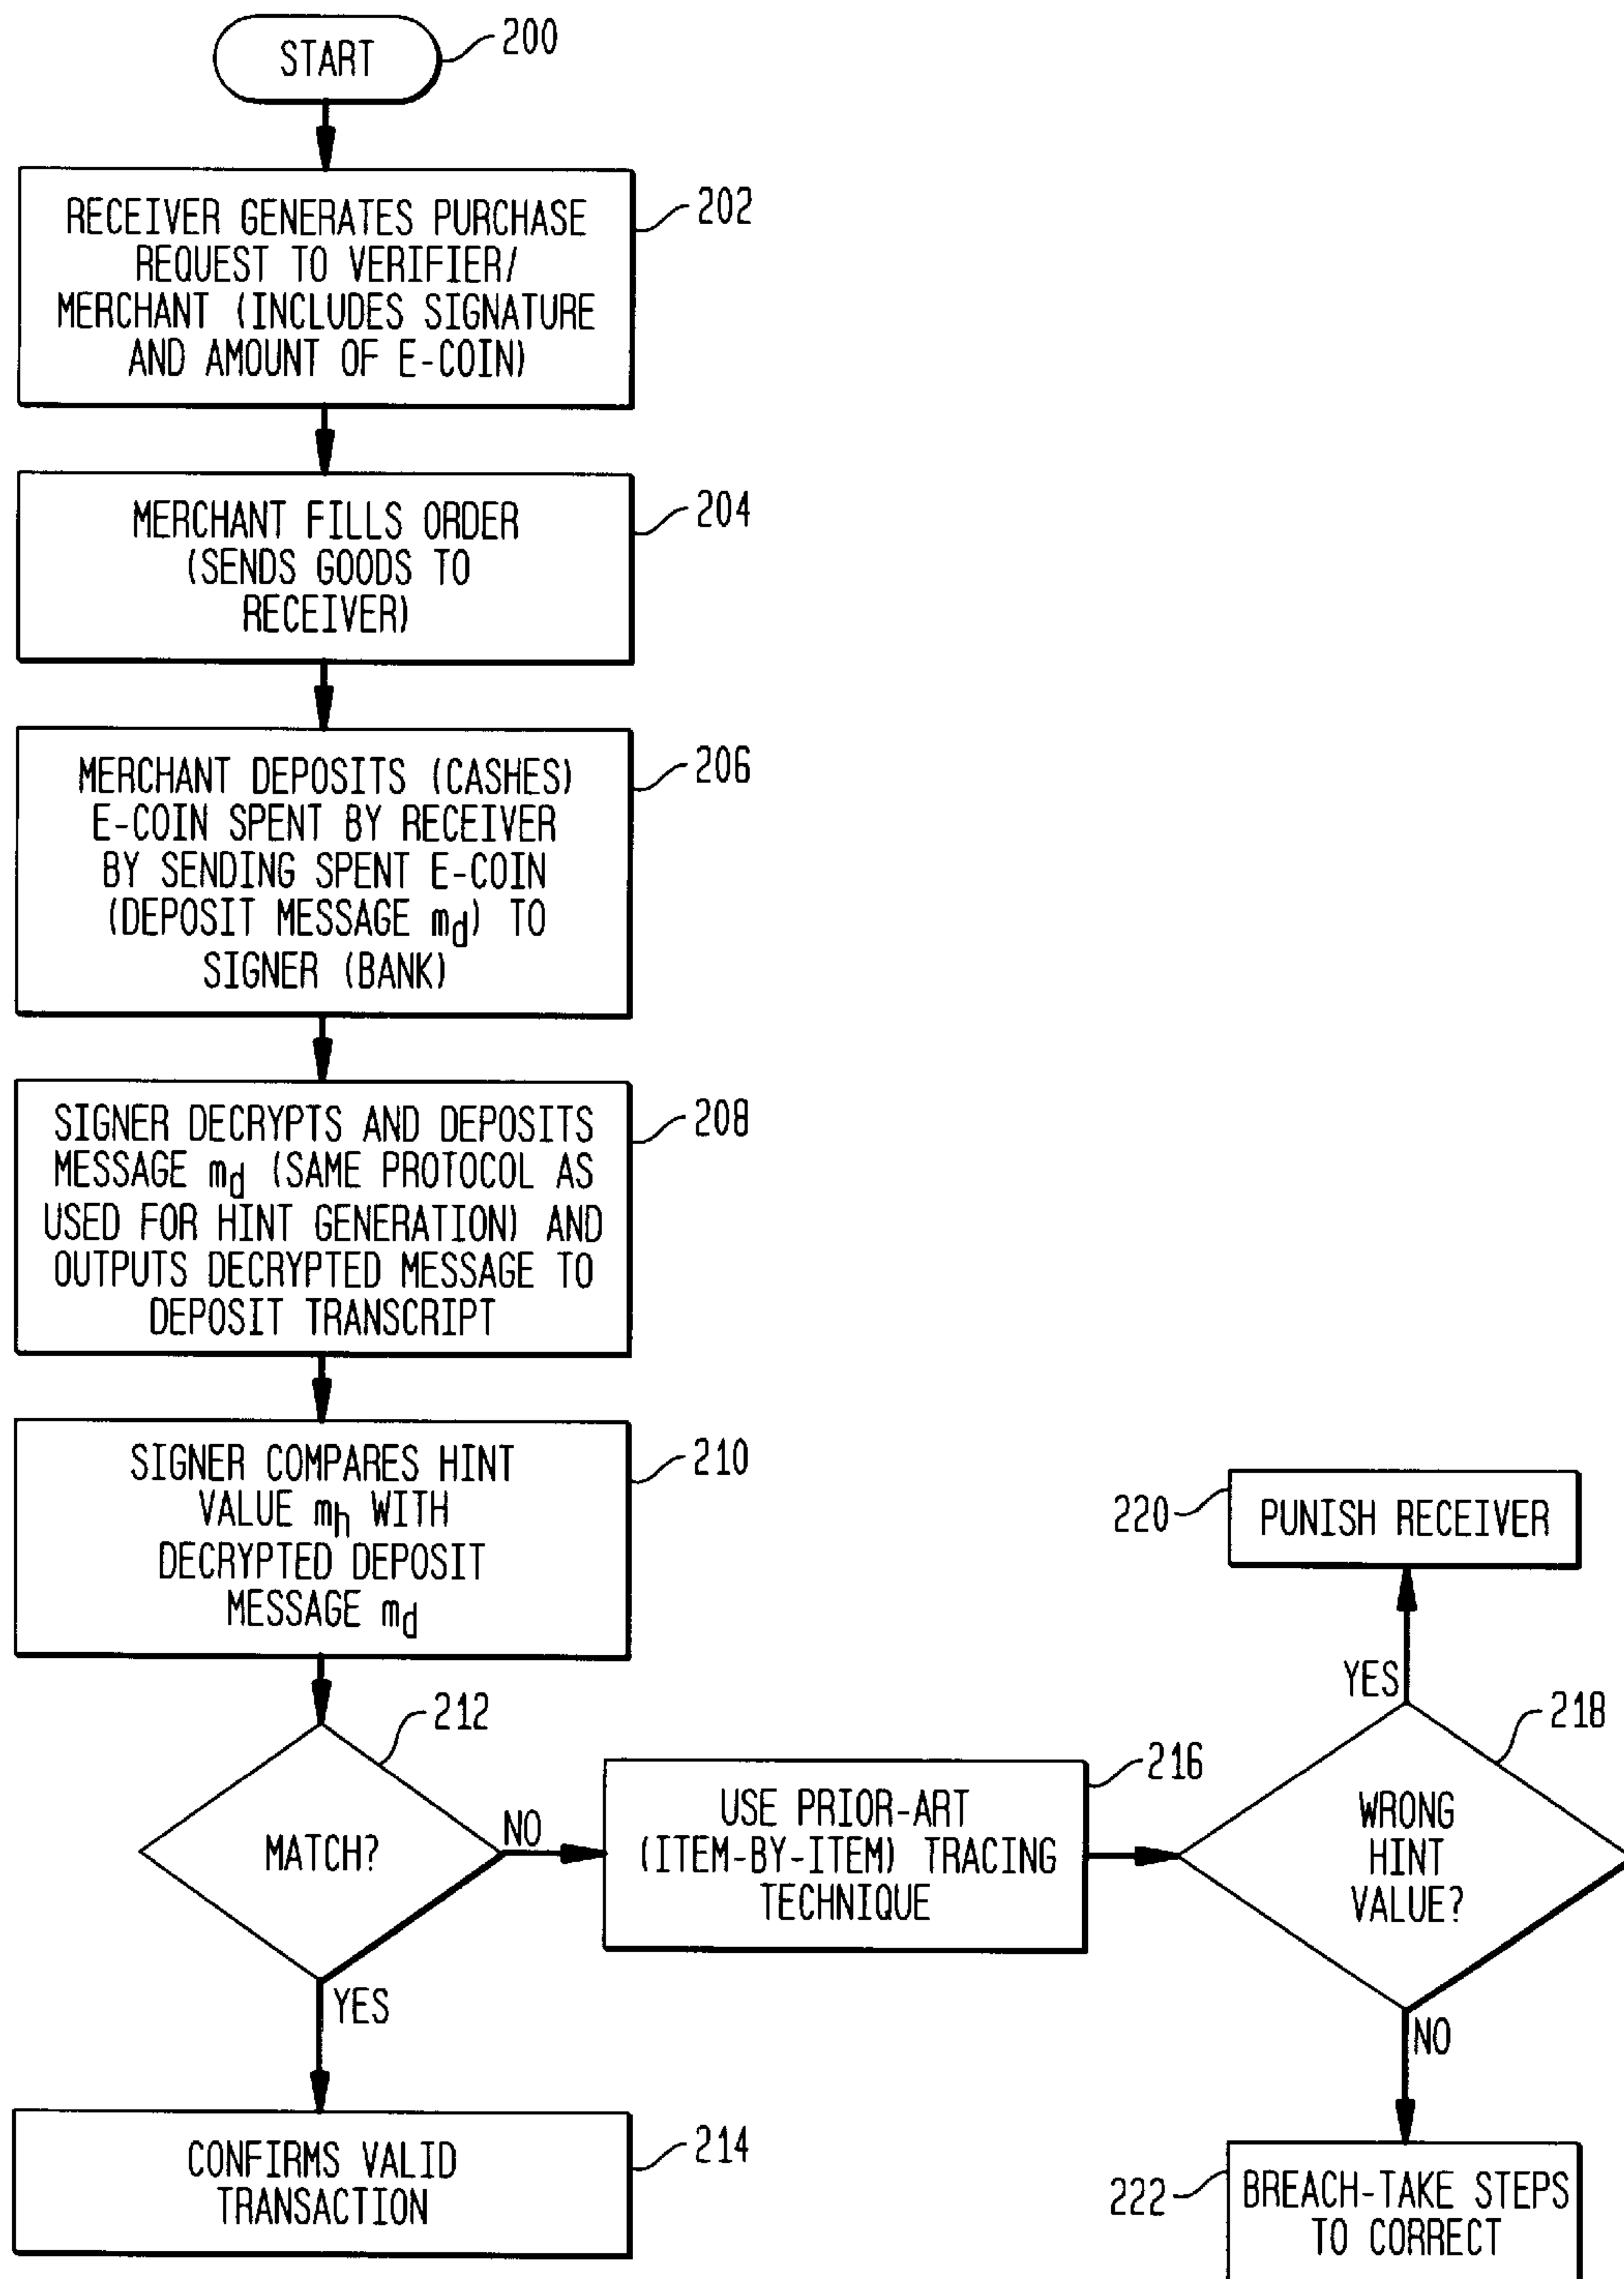 START
200
RECEIVER GENERATES PURCHASE
REQUEST TO VERIFIER/
MERCHANT (INCLUDES SIGNATURE
AND AMOUNT OF E-COIN)
202
MERCHANT FILLS ORDER
(SENDS GOODS TO
RECEIVER)
204
MERCHANT DEPOSITS (CASHES)
E-COIN SPENT BY RECEIVER
BY SENDING SPENT E-COIN
(DEPOSIT MESSAGE md) TO
SIGNER (BANK)
206
SIGNER DECRYPTS AND DEPOSITS
MESSAGE md (SAME PROTOCOL AS
USED FOR HINT GENERATION) AND
OUTPUTS DECRYPTED MESSAGE TO
DEPOSIT TRANSCRIPT
208
SIGNER COMPARES HINT
VALUE mh WITH
DECRYPTED DEPOSIT
MESSAGE md
210
MATCH?
212
NO
YES
CONFIRMS VALID
TRANSACTION
214
USE PRIOR-ART
(ITEM-BY-ITEM) TRACING
TECHNIQUE
216
WRONG
HINT
VALUE?
218
YES
PUNISH RECEIVER
220
NO
BREACH-TAKE STEPS
TO CORRECT
222